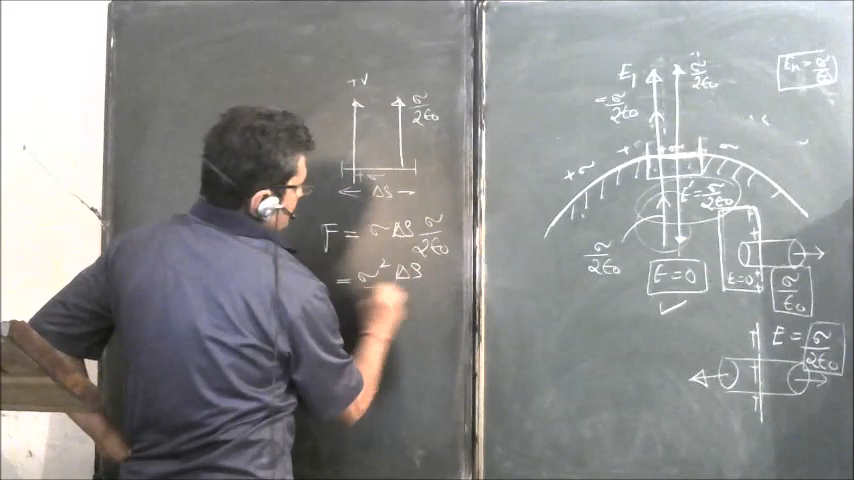 +V
σ/2ε₀
+σ
ΔS
F = σ ΔS σ/2ε₀
= σ² ΔS
E₁ = σ/2ε₀
σ/2ε₀
Eₙ = σ/ε₀
+σ
σ
E' = σ/2ε₀
σ/2ε₀
E=0
E=0
σ/ε₀
E = σ/2ε₀